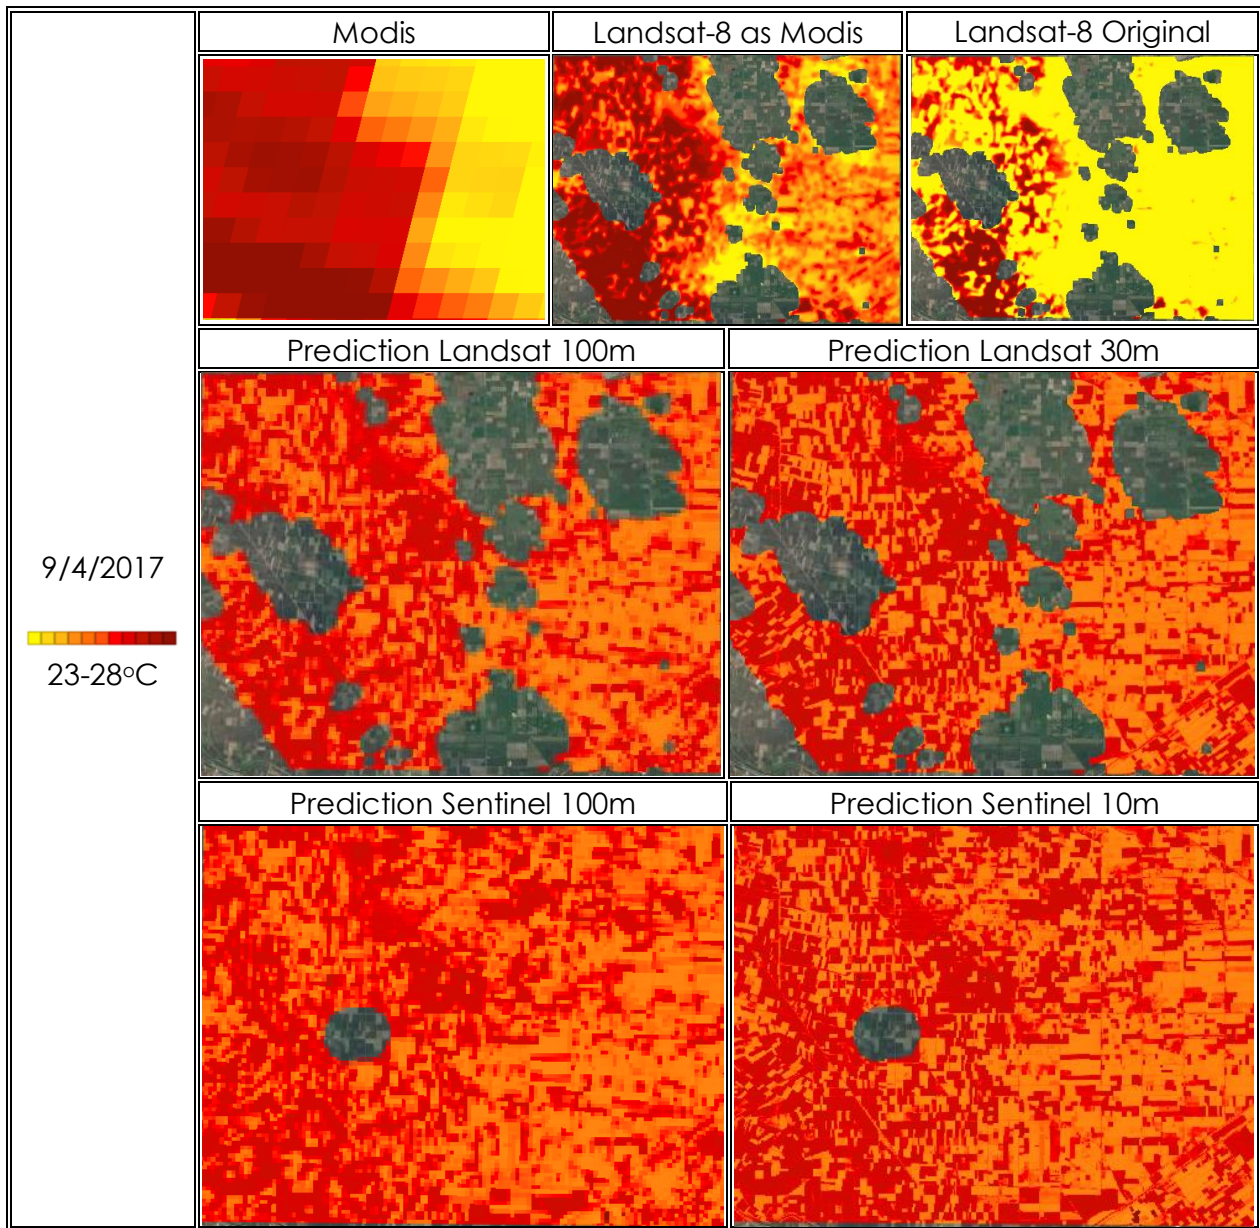 Modis
Landsat-8 as Modis
Landsat-8 Original
Prediction Landsat 100m
Prediction Landsat 30m
9/4/2017
23-28°C
Prediction Sentinel 100m
Prediction Sentinel 10m